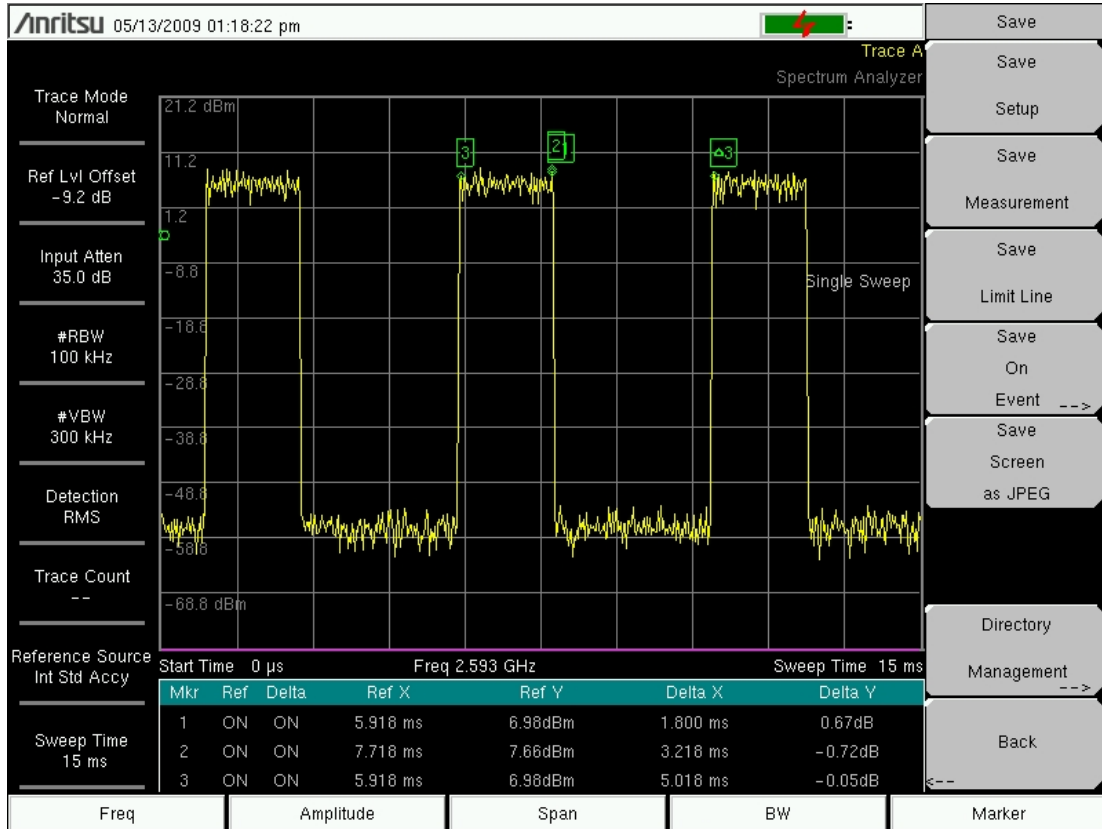 Anritsu 05/13/2009 01:18:22 pm
Trace A
Spectrum Analyzer
Trace Mode
Normal
Ref Lvl Offset
-9.2 dB
Input Atten
35.0 dB
#RBW
100 kHz
#VBW
300 kHz
Detection
RMS
Trace Count
--
Reference Source
Int Std Accy
Sweep Time
15 ms
21.2 dBm
11.2
1.2
-8.8
-18.8
-28.8
-38.8
-48.8
-58.8
-68.8 dBm
3
2
Δ3
Single Sweep
Start Time 0 µs Freq 2.593 GHz Sweep Time 15 ms
Mkr Ref Delta Ref X Ref Y Delta X Delta Y
1 ON ON 5.918 ms 6.98dBm 1.800 ms 0.67dB
2 ON ON 7.718 ms 7.66dBm 3.218 ms -0.72dB
3 ON ON 5.918 ms 6.98dBm 5.018 ms -0.05dB
Save
Save
Setup
Save
Measurement
Save
Limit Line
Save
On
Event -->
Save
Screen
as JPEG
Directory
Management
-->
Back
<--
Freq Amplitude Span BW Marker